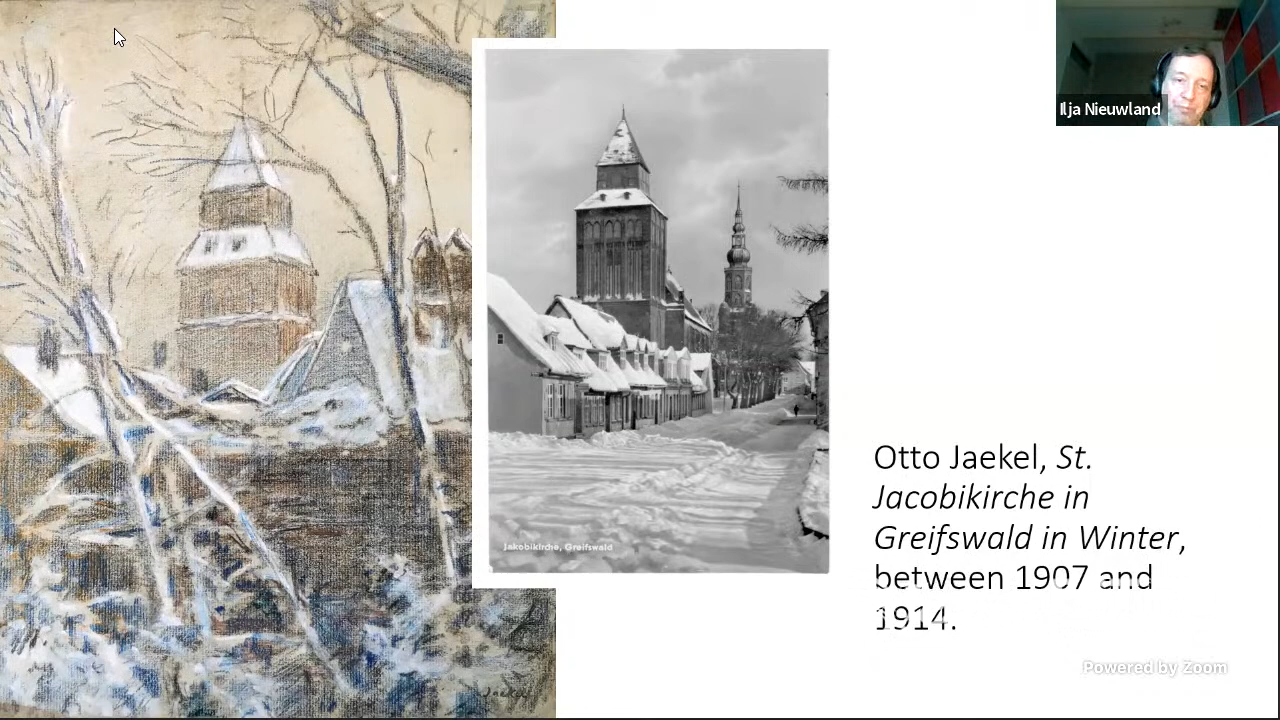 Ilja Nieuwland
Jakobikirche, Greifswald
Otto Jaekel, St.
Jacobikirche in
Greifswald in Winter,
between 1907 and
1914.
Jaekel
Powered by Zoom